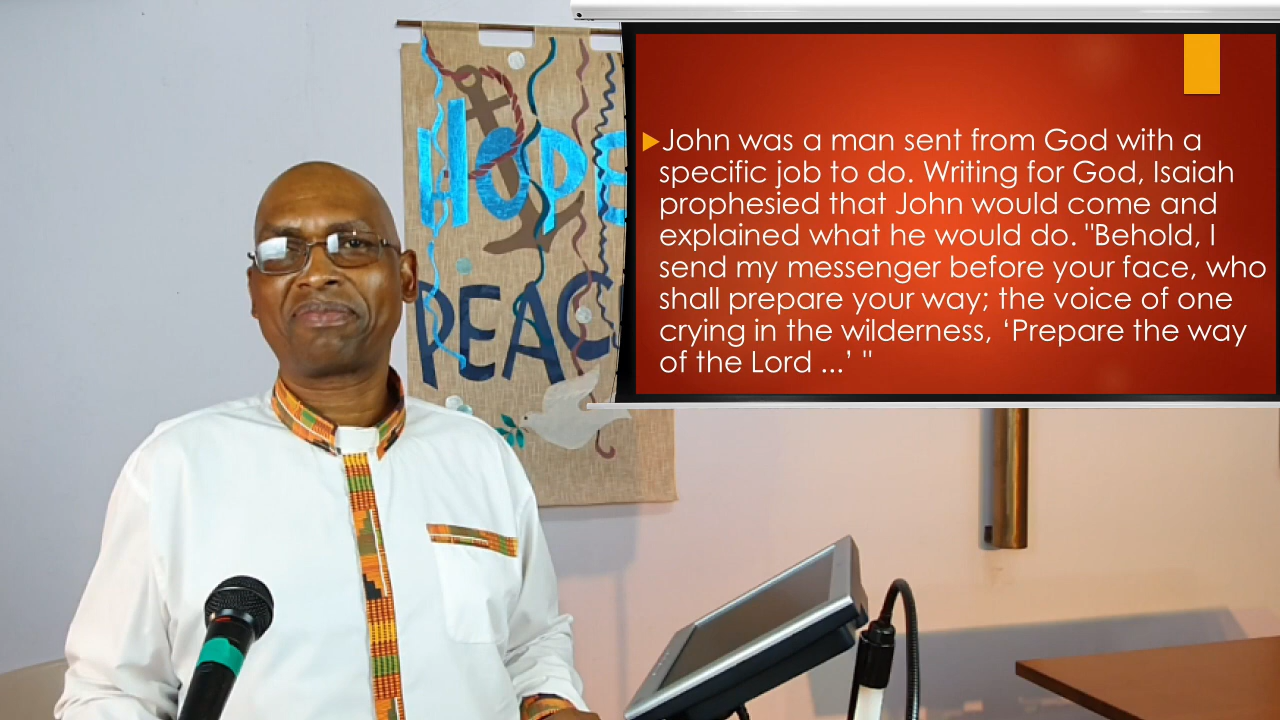 HOPE
PEAC
John was a man sent from God with a
specific job to do. Writing for God, Isaiah
prophesied that John would come and
explained what he would do. "Behold, I
send my messenger before your face, who
shall prepare your way; the voice of one
crying in the wilderness, ‘Prepare the way
of the Lord ...’ "